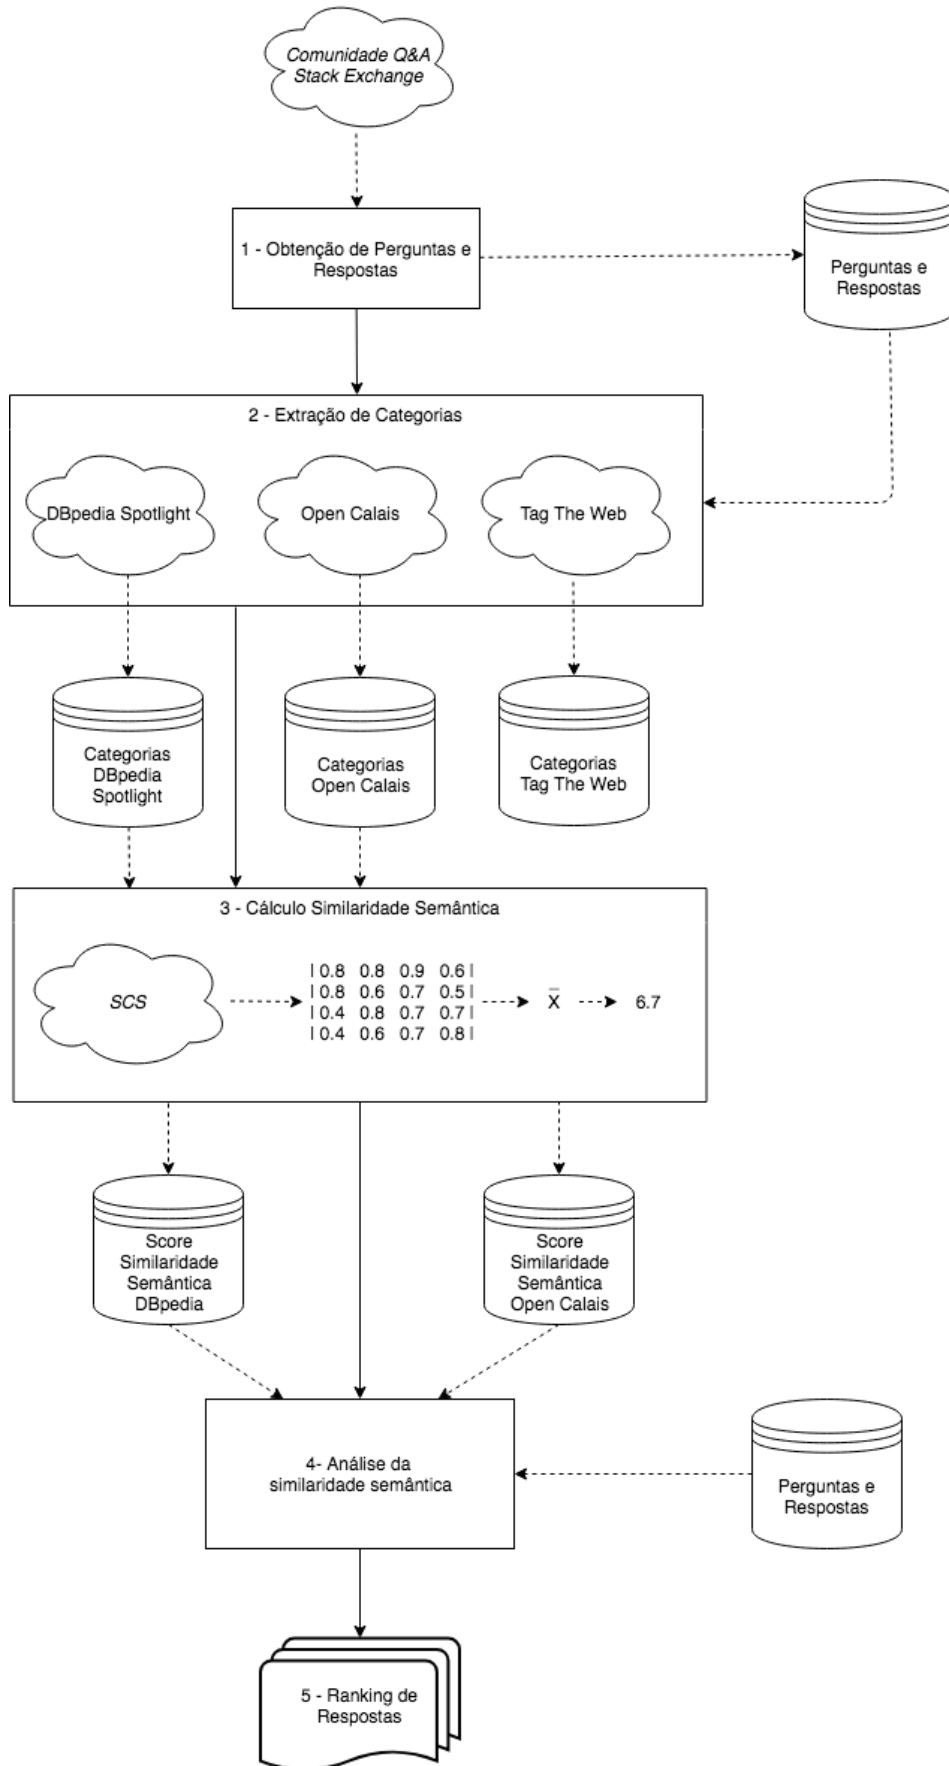 Comunidade Q&A
Stack Exchange
1 - Obtenção de Perguntas e
Respostas
Perguntas e
Respostas
2 - Extração de Categorias
DBpedia Spotlight
Open Calais
Tag The Web
Categorias
DBpedia
Spotlight
Categorias
Open Calais
Categorias
Tag The Web
3 - Cálculo Similaridade Semântica
SCS
| 0.8 0.8 0.9 0.6 |
| 0.8 0.6 0.7 0.5 |
| 0.4 0.8 0.7 0.7 |
| 0.4 0.6 0.7 0.8 |
X̄
6.7
Score
Similaridade
Semântica
DBpedia
Score
Similaridade
Semântica
Open Calais
4- Análise da
similaridade semântica
Perguntas e
Respostas
5 - Ranking de
Respostas